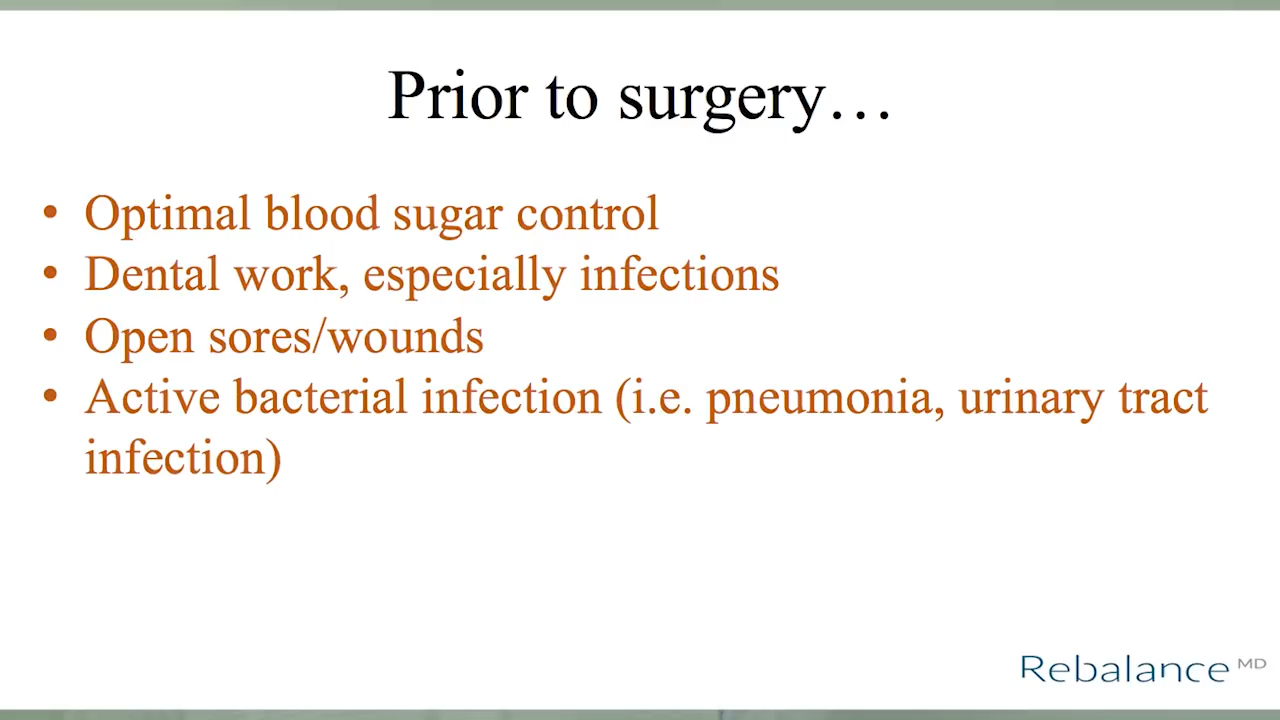 Prior to surgery…
• Optimal blood sugar control
• Dental work, especially infections
• Open sores/wounds
• Active bacterial infection (i.e. pneumonia, urinary tract
infection)
Rebalance MD